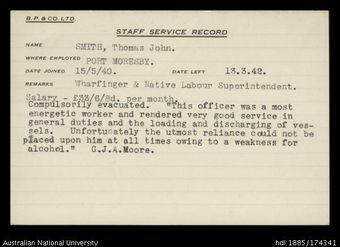 B.P. & CO. LTD.
STAFF SERVICE RECORD
NAME SMITH, Thomas John.
WHERE EMPLOYED PORT MORESBY.
DATE JOINED 15/5/40. DATE LEFT 13.3.42.
REMARKS Wharfinger & Native Labour Superintendent.
Salary - £33/6/8d. per month.
Compulsorily evacuated. "This officer was a most
energetic worker and rendered very good service in
general duties and the loading and discharging of ves-
sels. Unfortunately the utmost reliance could not be
placed upon him at all times owing to a weakness for
alcohol." G.J.A.Moore.
Australian National University
hdl:1885/174341